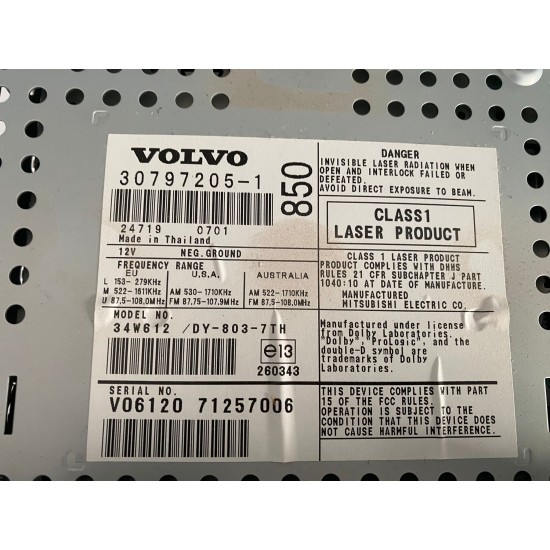 VOLVO
30797205-1
850
24719 0701
Made in Thailand
12V NEG.GROUND
FREQUENCY RANGE
EU U.S.A. AUSTRALIA
L 153- 279KHz
M 522-1611KHz AM 530-1710KHz AM 522-1710KHz
U 87,5-108,0MHz FM 87.75-107.9MHz FM 87.5-108.0MHz
MODEL NO.
34W612 /DY-803-7TH
e13
260343
SERIAL NO.
V06120 71257006
DANGER
INVISIBLE LASER RADIATION WHEN
OPEN AND INTERLOCK FAILED OR
DEFEATED.
AVOID DIRECT EXPOSURE TO BEAM.
CLASS1
LASER PRODUCT
CLASS 1 LASER PRODUCT
PRODUCT COMPLIES WITH DHHS
RULES 21 CFR SUBCHAPTER J PART
1040:10 AT DATE OF MANUFACTURE.
MANUFACTURED
MITSUBISHI ELECTRIC CO.
Manufactured under license
from Dolby Laboratories.
"Dolby", "ProLogic", and the
double-D symbol are
trademarks of Dolby
Laboratories.
THIS DEVICE COMPLIES WITH PART
15 OF THE FCC RULES.
OPERATION IS SUBJECT TO THE
CONDITION THAT THIS DEVICE DOES
NOT CAUSE HARMFUL INTERFERENCE.